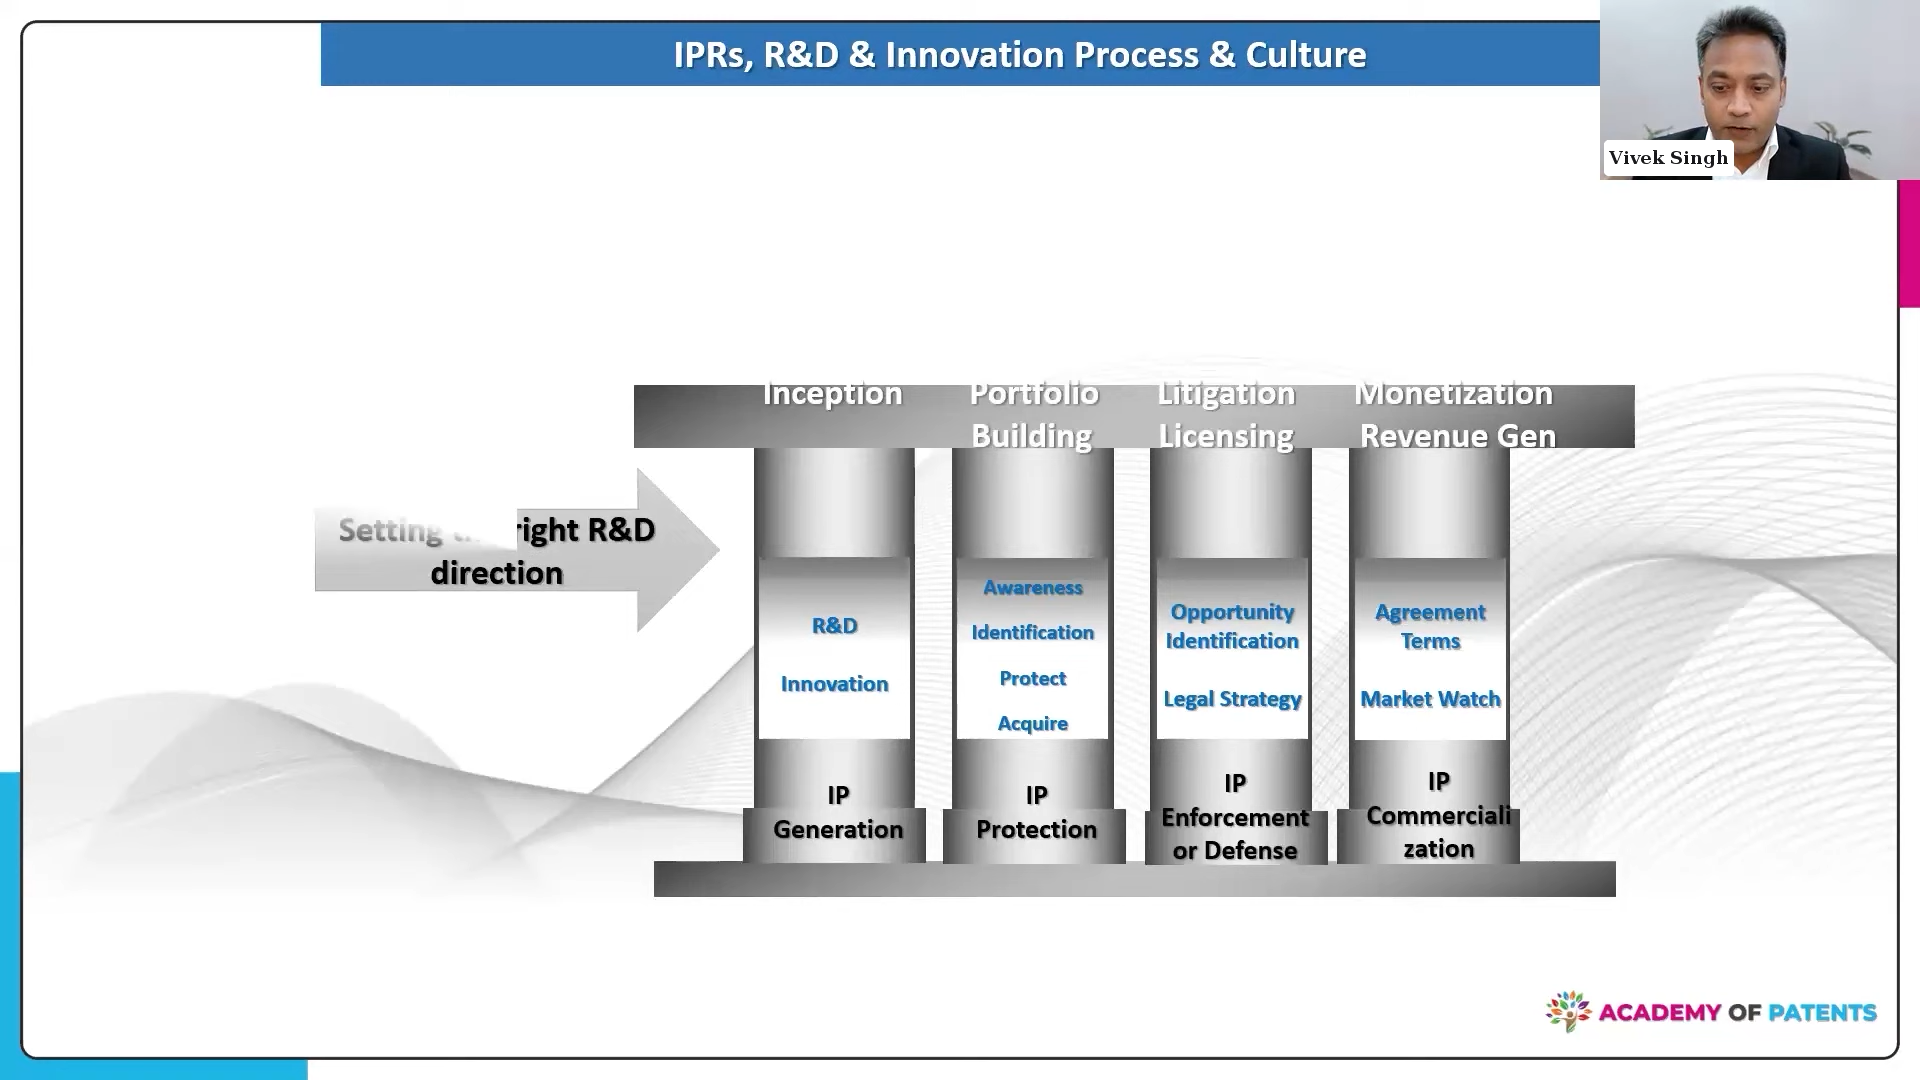 IPRs, R&D & Innovation Process & Culture
Vivek Singh
Inception
Portfolio
Building
Litigation
Licensing
Monetization
Revenue Gen
Setting right R&D
direction
R&D
Innovation
Awareness
Identification
Protect
Acquire
Opportunity
Identification
Legal Strategy
Agreement
Terms
Market Watch
IP
Generation
IP
Protection
IP
Enforcement
or Defense
IP
Commerciali
zation
ACADEMY OF PATENTS